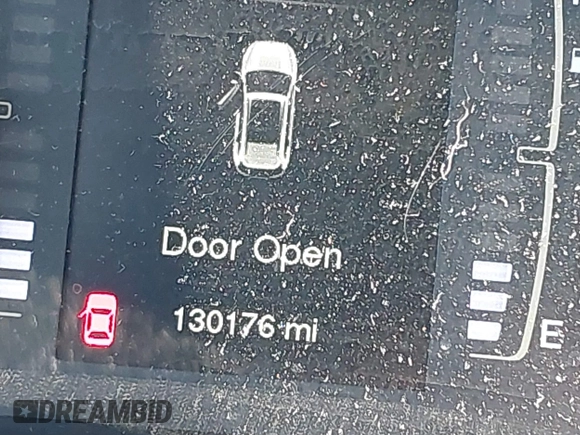 Door Open
130176 mi
E
DREAMBID